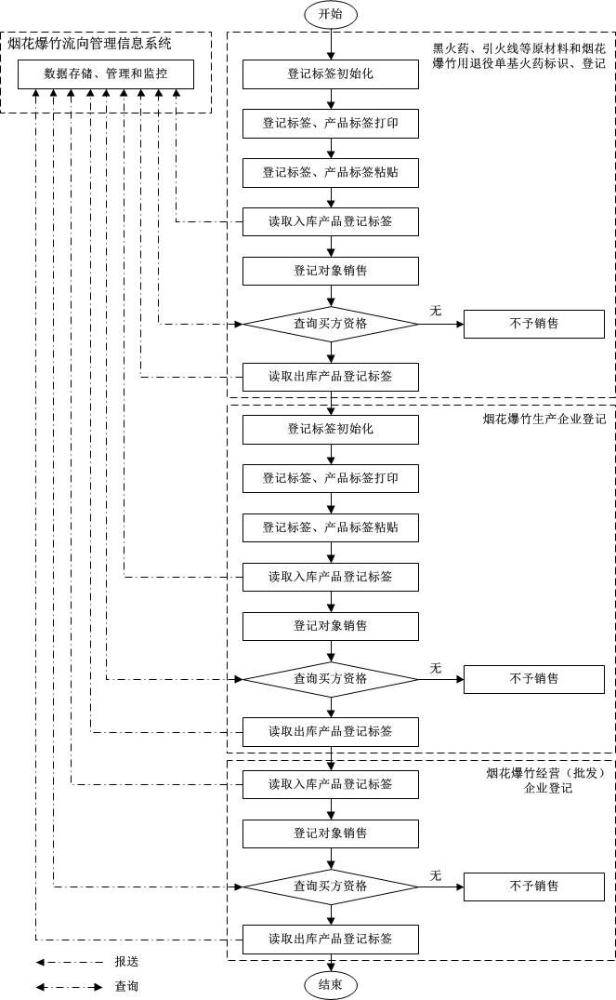 开始
烟花爆竹流向管理信息系统
数据存储、管理和监控
黑火药、引火线等原材料和烟花
爆竹用退役单基火药标识、登记
登记标签初始化
登记标签、产品标签打印
登记标签、产品标签粘贴
读取入库产品登记标签
登记对象销售
查询买方资格
无
不予销售
读取出库产品登记标签
烟花爆竹生产企业登记
登记标签初始化
登记标签、产品标签打印
登记标签、产品标签粘贴
读取入库产品登记标签
登记对象销售
查询买方资格
无
不予销售
读取出库产品登记标签
烟花爆竹经营（批发）
企业登记
读取入库产品登记标签
登记对象销售
查询买方资格
无
不予销售
读取出库产品登记标签
报送
查询
结束